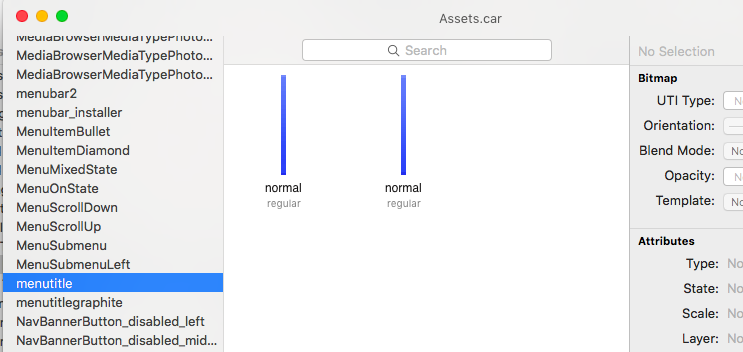 Assets.car
Search
MediaBrowserMediaTypePhoto...
MediaBrowserMediaTypePhoto...
menubar2
menubar_installer
MenuItemBullet
MenuItemDiamond
MenuMixedState
MenuOnState
MenuScrollDown
MenuScrollUp
MenuSubmenu
MenuSubmenuLeft
menutitle
menutitlegraphite
NavBannerButton_disabled_left
NavBannerButton_disabled_mid...
normal
regular
normal
regular
No Selection
Bitmap
UTI Type: N
Orientation:
Blend Mode: No
Opacity: N
Template: No
Attributes
Type: No
State: No
Scale: No
Layer: No